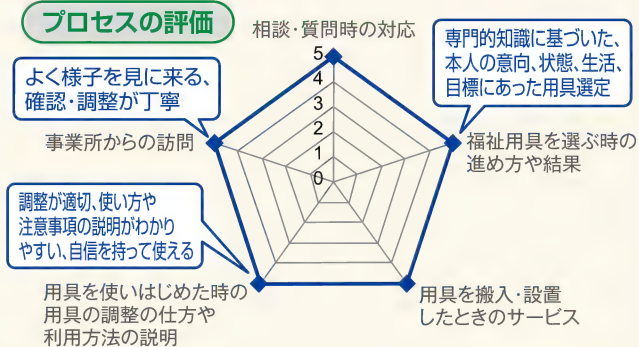 プロセスの評価
相談・質問時の対応
専門的知識に基づいた、
本人の意向、状態、生活、
目標にあった用具選定
よく様子を見に来る、
確認・調整が丁寧
5
4
3
2
1
0
事業所からの訪問
福祉用具を選ぶ時の
進め方や結果
調整が適切、使い方や
注意事項の説明がわかり
やすい、自信を持って使える
用具を使いはじめた時の
用具の調整の仕方や
利用方法の説明
用具を搬入・設置
したときのサービス